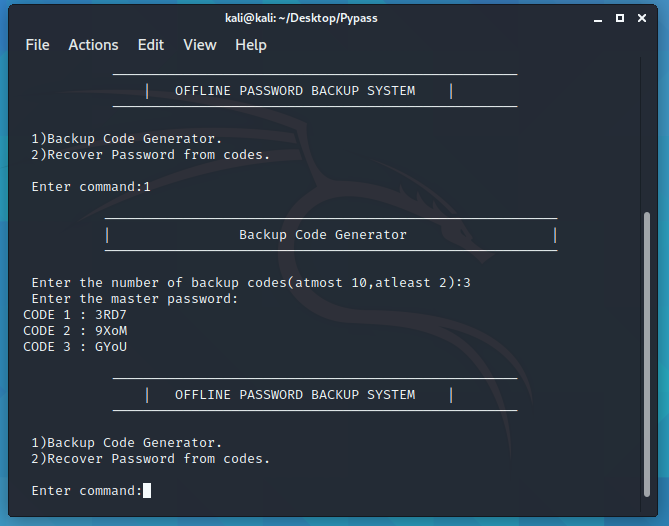 kali@kali: ~/Desktop/Pypass
File Actions Edit View Help
OFFLINE PASSWORD BACKUP SYSTEM
1)Backup Code Generator.
2)Recover Password from codes.
Enter command:1
Backup Code Generator
Enter the number of backup codes(atmost 10,atleast 2):3
Enter the master password:
CODE 1 : 3RD7
CODE 2 : 9XoM
CODE 3 : GYoU
OFFLINE PASSWORD BACKUP SYSTEM
1)Backup Code Generator.
2)Recover Password from codes.
Enter command: